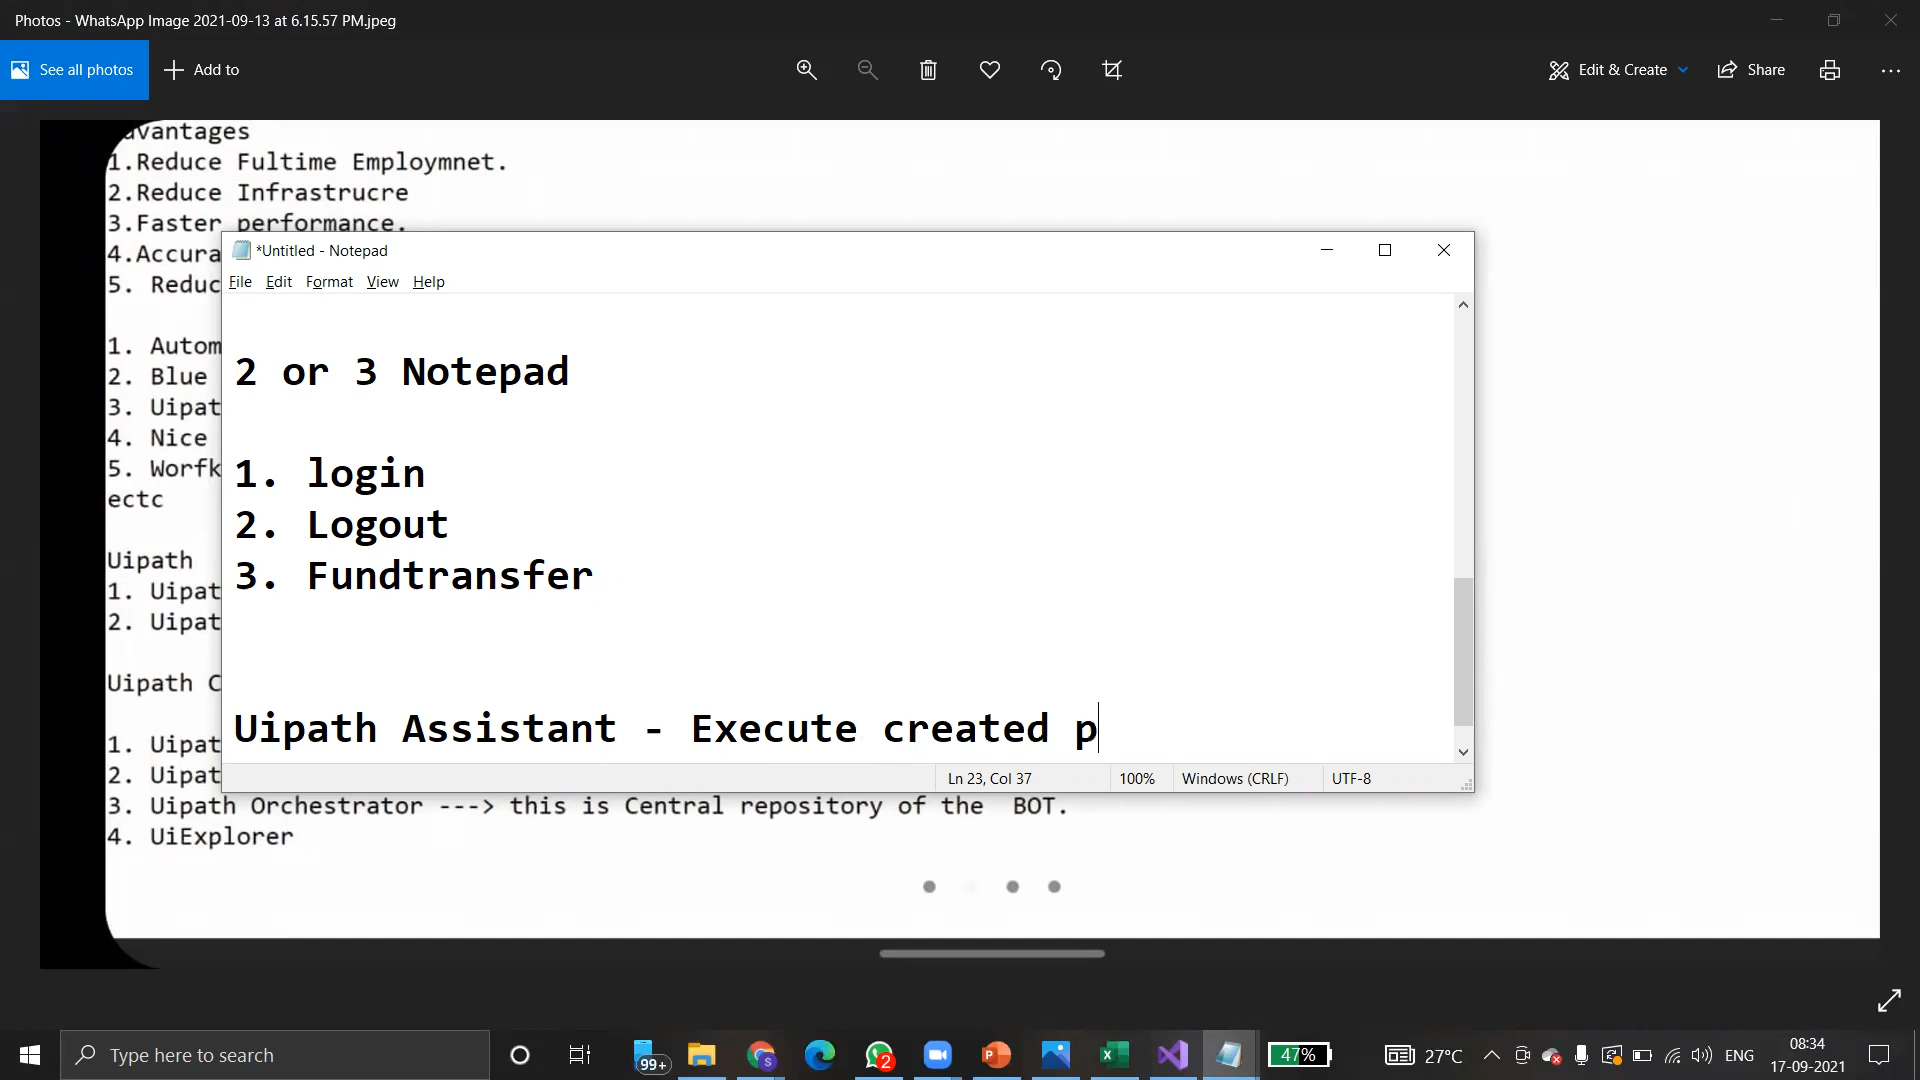 Photos - WhatsApp Image 2021-09-13 at 6.15.57 PM.jpeg
See all photos
Add to
Edit & Create
Share
dvantages
1.Reduce Fultime Employmnet.
2.Reduce Infrastrucre
3.Faster performance.
4.Accura
5. Reduc
1. Autom
2. Blue
3. Uipat
4. Nice
5. Worfk
ectc
Uipath
1. Uipat
2. Uipat
Uipath C
1. Uipat
2. Uipat
3. Uipath Orchestrator ---> this is Central repository of the  BOT.
4. UiExplorer
*Untitled - Notepad
File Edit Format View Help
2 or 3 Notepad
1. login
2. Logout
3. Fundtransfer
Uipath Assistant - Execute created p
Ln 23, Col 37
100%
Windows (CRLF)
UTF-8
Type here to search
99+
S
2
P
X
47%
27°C
ENG
08:34
17-09-2021